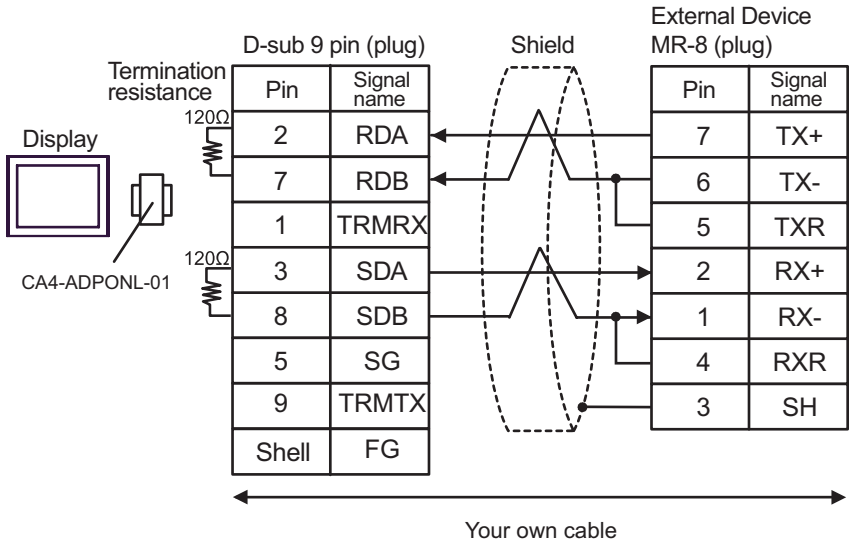 External Device
D-sub 9 pin (plug) Shield MR-8 (plug)
Termination resistance
Pin Signal name Pin Signal name
120Ω
2 RDA 7 TX+
Display
7 RDB 6 TX-
1 TRMRX 5 TXR
120Ω
3 SDA 2 RX+
CA4-ADPONL-01
8 SDB 1 RX-
5 SG 4 RXR
9 TRMTX 3 SH
Shell FG
Your own cable